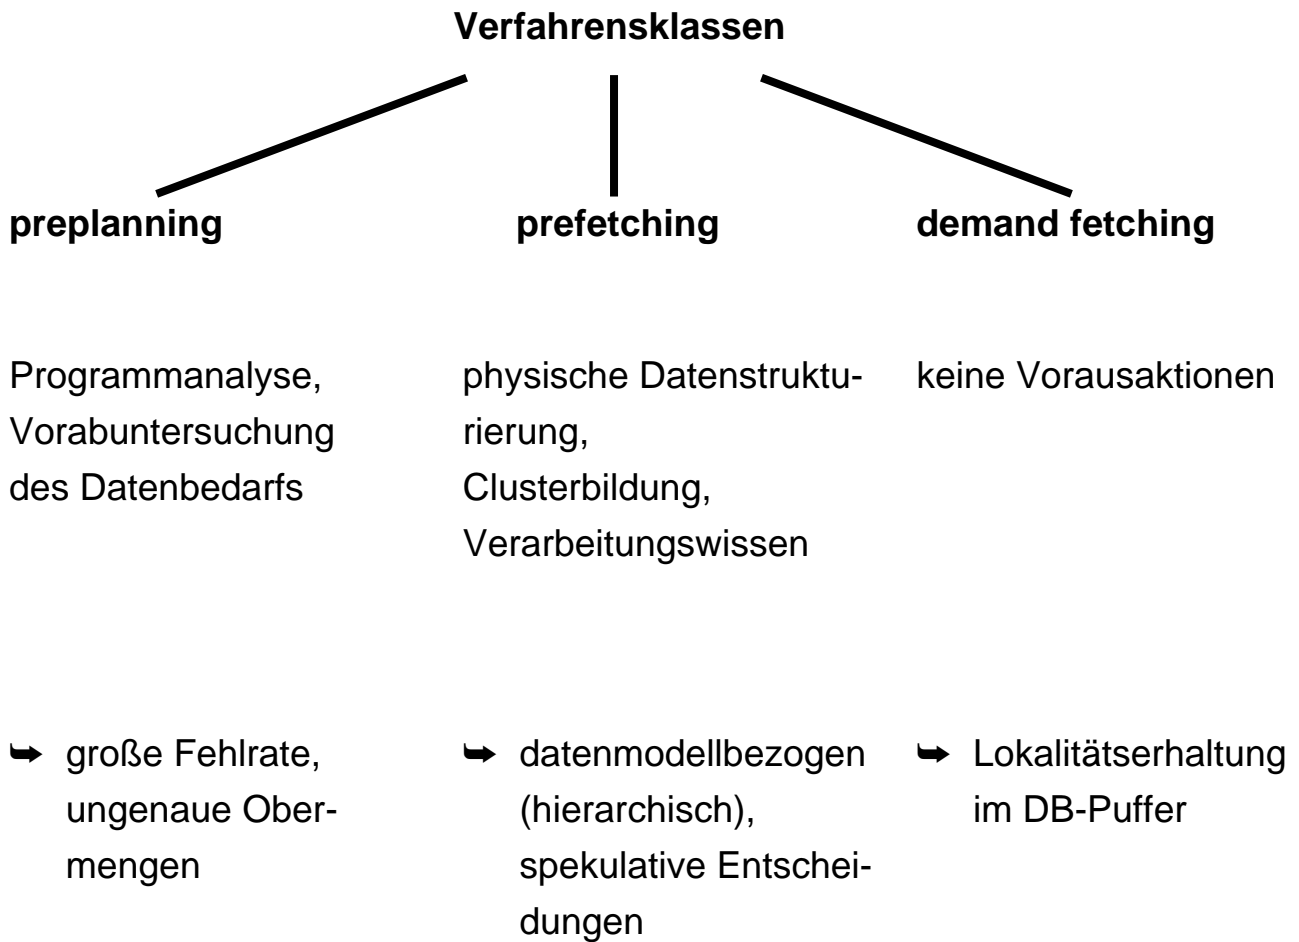 Verfahrensklassen
preplanning
prefetching
demand fetching
Programmanalyse,
Vorabuntersuchung
des Datenbedarfs
physische Datenstruktu-
rierung,
Clusterbildung,
Verarbeitungswissen
keine Vorausaktionen
➥ große Fehlrate,
ungenaue Ober-
mengen
➥ datenmodellbezogen
(hierarchisch),
spekulative Entschei-
dungen
➥ Lokalitätserhaltung
im DB-Puffer